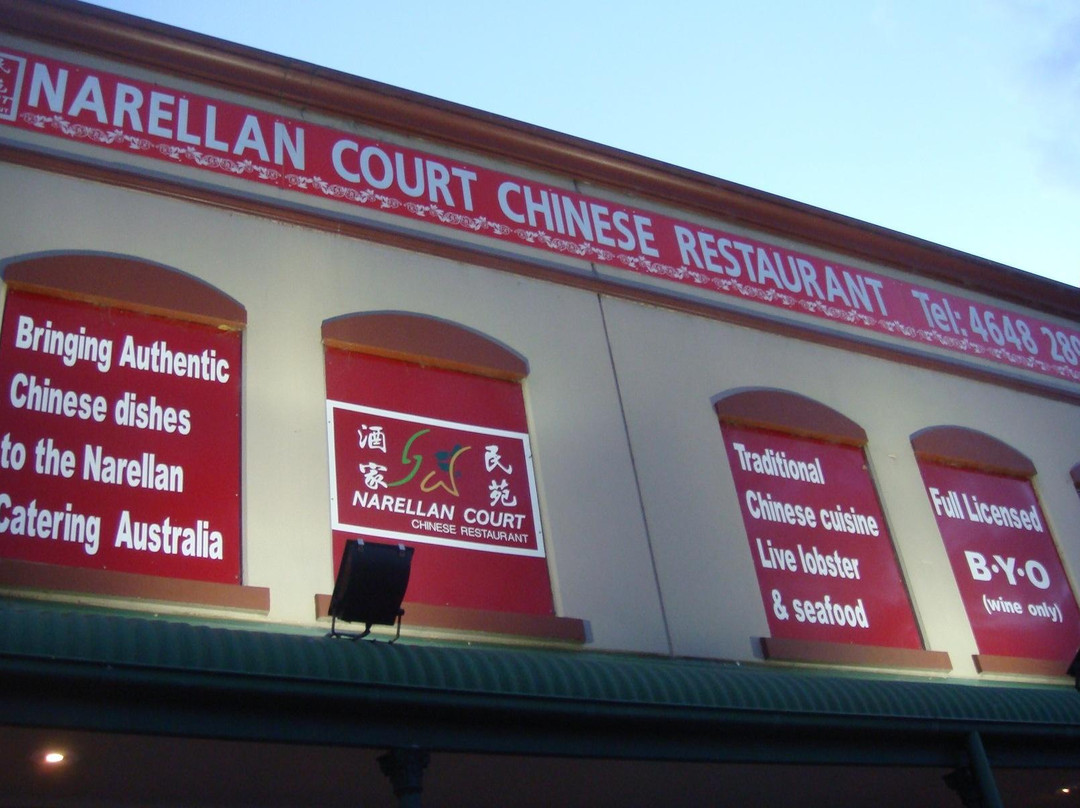 NARELLAN COURT CHINESE RESTAURANT Tel: 4648 289
Bringing Authentic
Chinese dishes
to the Narellan
Catering Australia
酒家
民苑
NARELLAN COURT
CHINESE RESTAURANT
Traditional
Chinese cuisine
Live lobster
& seafood
Full Licensed
B·Y·O
(wine only)